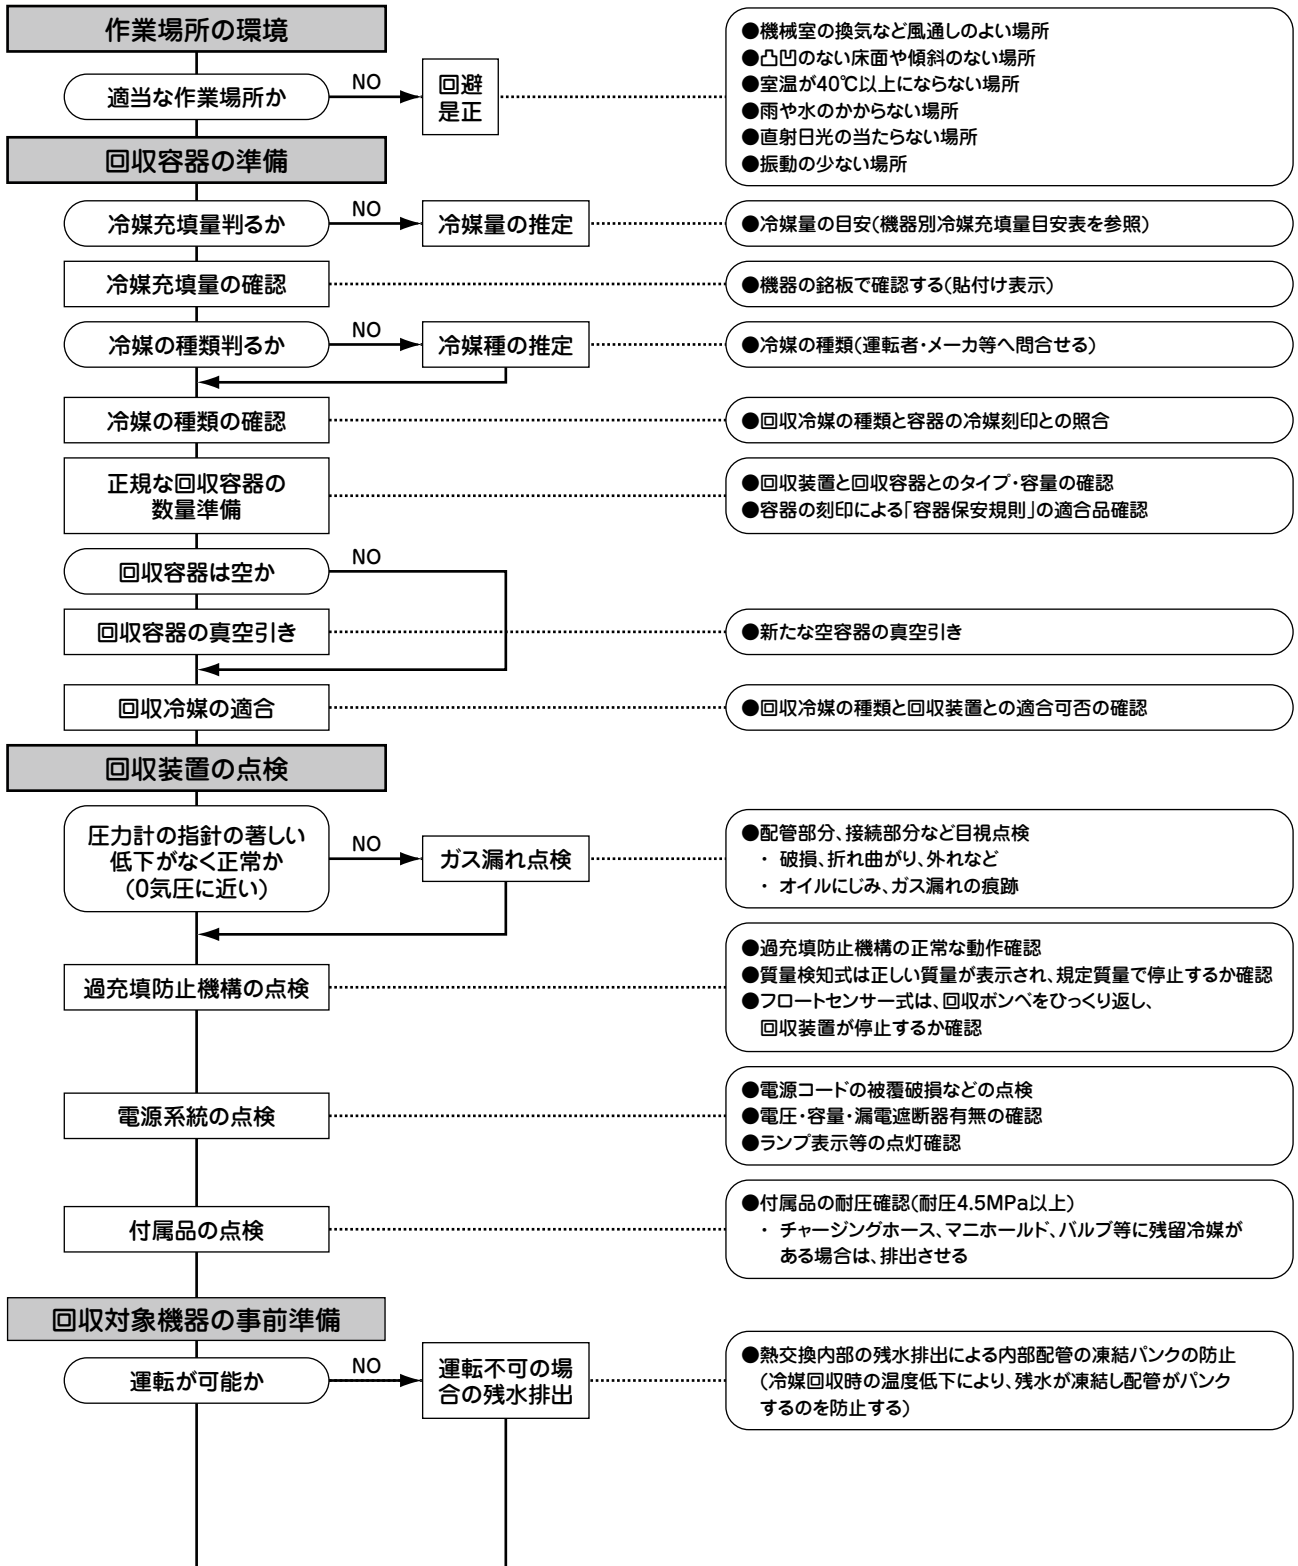 作業場所の環境
適当な作業場所か
NO
回避
是正
●機械室の換気など風通しのよい場所
●凸凹のない床面や傾斜のない場所
●室温が40℃以上にならない場所
●雨や水のかからない場所
●直射日光の当たらない場所
●振動の少ない場所
回収容器の準備
冷媒充填量判るか
NO
冷媒量の推定
●冷媒量の目安(機器別冷媒充填量目安表を参照)
冷媒充填量の確認
●機器の銘板で確認する(貼付け表示)
冷媒の種類判るか
NO
冷媒種の推定
●冷媒の種類(運転者・メーカ等へ問合せる)
冷媒の種類の確認
●回収冷媒の種類と容器の冷媒刻印との照合
正規な回収容器の
数量準備
●回収装置と回収容器とのタイプ・容量の確認
●容器の刻印による「容器保安規則」の適合品確認
回収容器は空か
NO
回収容器の真空引き
●新たな空容器の真空引き
回収冷媒の適合
●回収冷媒の種類と回収装置との適合可否の確認
回収装置の点検
圧力計の指針の著しい
低下がなく正常か
(0気圧に近い)
NO
ガス漏れ点検
●配管部分、接続部分など目視点検
・ 破損、折れ曲がり、外れなど
・ オイルにじみ、ガス漏れの痕跡
過充填防止機構の点検
●過充填防止機構の正常な動作確認
●質量検知式は正しい質量が表示され、規定質量で停止するか確認
●フロートセンサー式は、回収ボンベをひっくり返し、
回収装置が停止するか確認
電源系統の点検
●電源コードの被覆破損などの点検
●電圧・容量・漏電遮断器有無の確認
●ランプ表示等の点灯確認
付属品の点検
●付属品の耐圧確認(耐圧4.5MPa以上)
・ チャージングホース、マニホールド、バルブ等に残留冷媒が
ある場合は、排出させる
回収対象機器の事前準備
運転が可能か
NO
運転不可の場
合の残水排出
●熱交換内部の残水排出による内部配管の凍結パンクの防止
(冷媒回収時の温度低下により、残水が凍結し配管がパンク
するのを防止する)